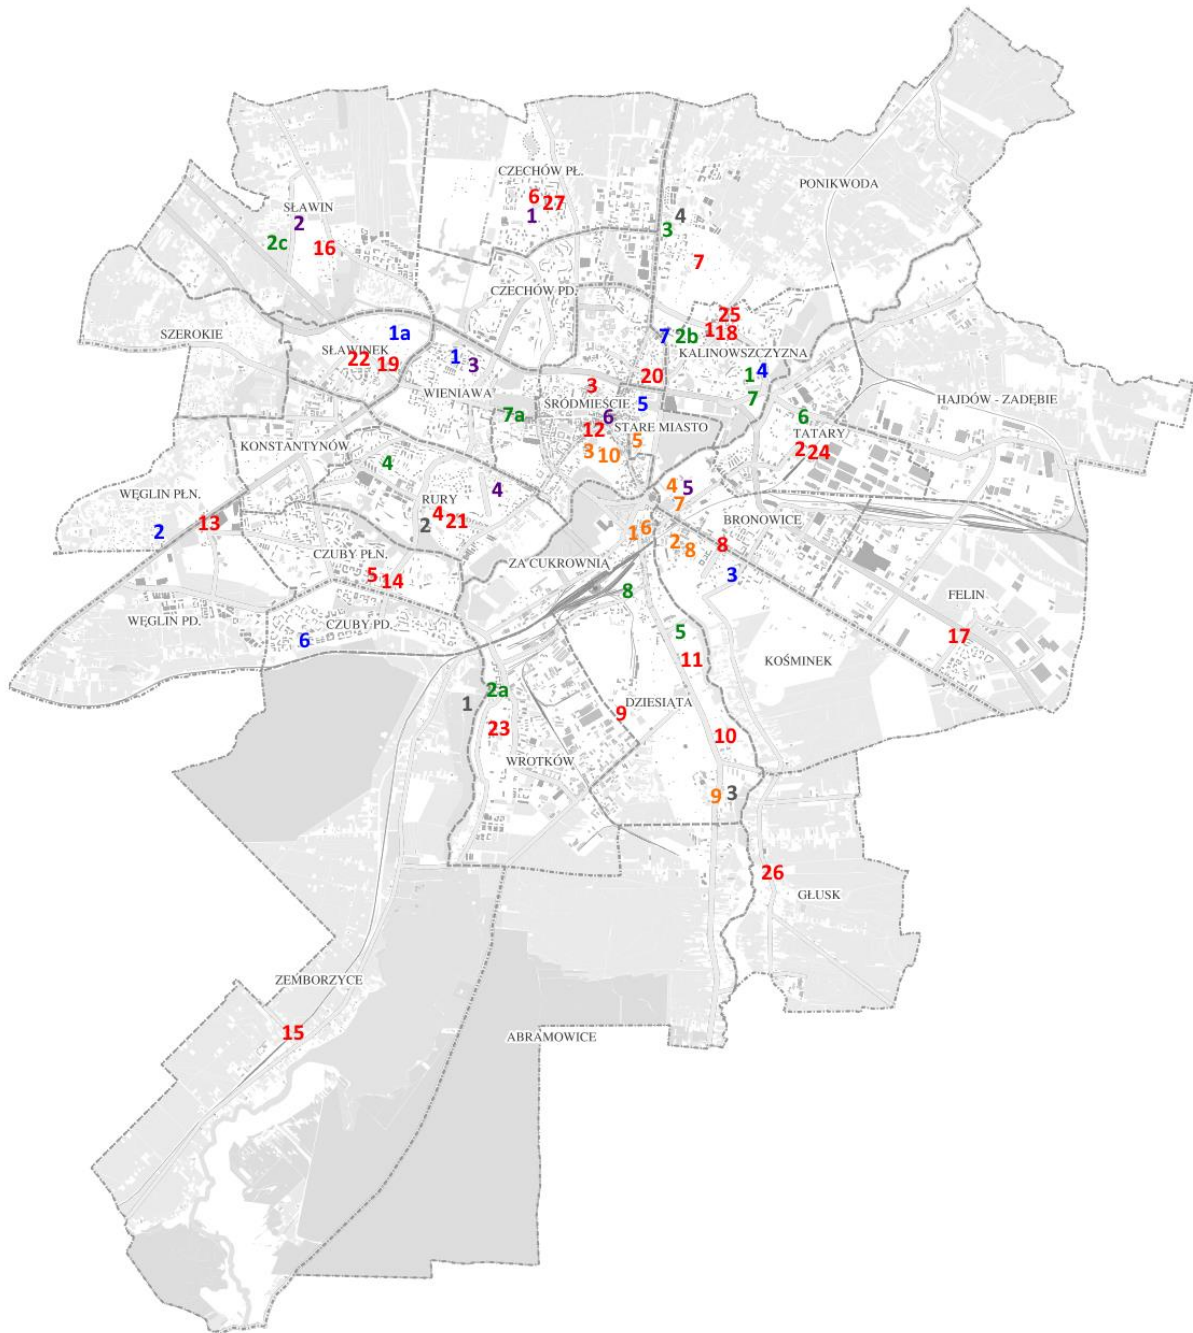 CZECHÓW PŁ.
PONIKWODA
6 27
1
SŁAWIN
2
4
3
2c
16
7
CZECHÓW PD.
25
1 18
SZEROKIE
1a
7 2b
SŁAWINEK
22 19
1 3
KALINOWSZCZYZNA
20
1 4
3
WIENIAWA
7
ŚRÓDMIEŚCIE
5
HAJDÓW - ZADĘBIE
7a
6
6
12
STARE MIASTO
TATARY
KONSTANTYNÓW
5
3 10
2 24
4
WĘGLIN PŁN.
4
4 5
RURY
7
4 21
2
13
BRONOWICE
2
1 6
2 8
8
CZUBY PŁN.
ZA CUKROWNIĄ
5 14
3
8
FELIN
WĘGLIN PD.
CZUBY PD.
6
5
17
11
KOŚMINEK
2a
1
DZIESIĄTA
9
23
10
WROTKÓW
9 3
26
GŁUSK
ZEMBORZYCE
15
ABRAMOWICE